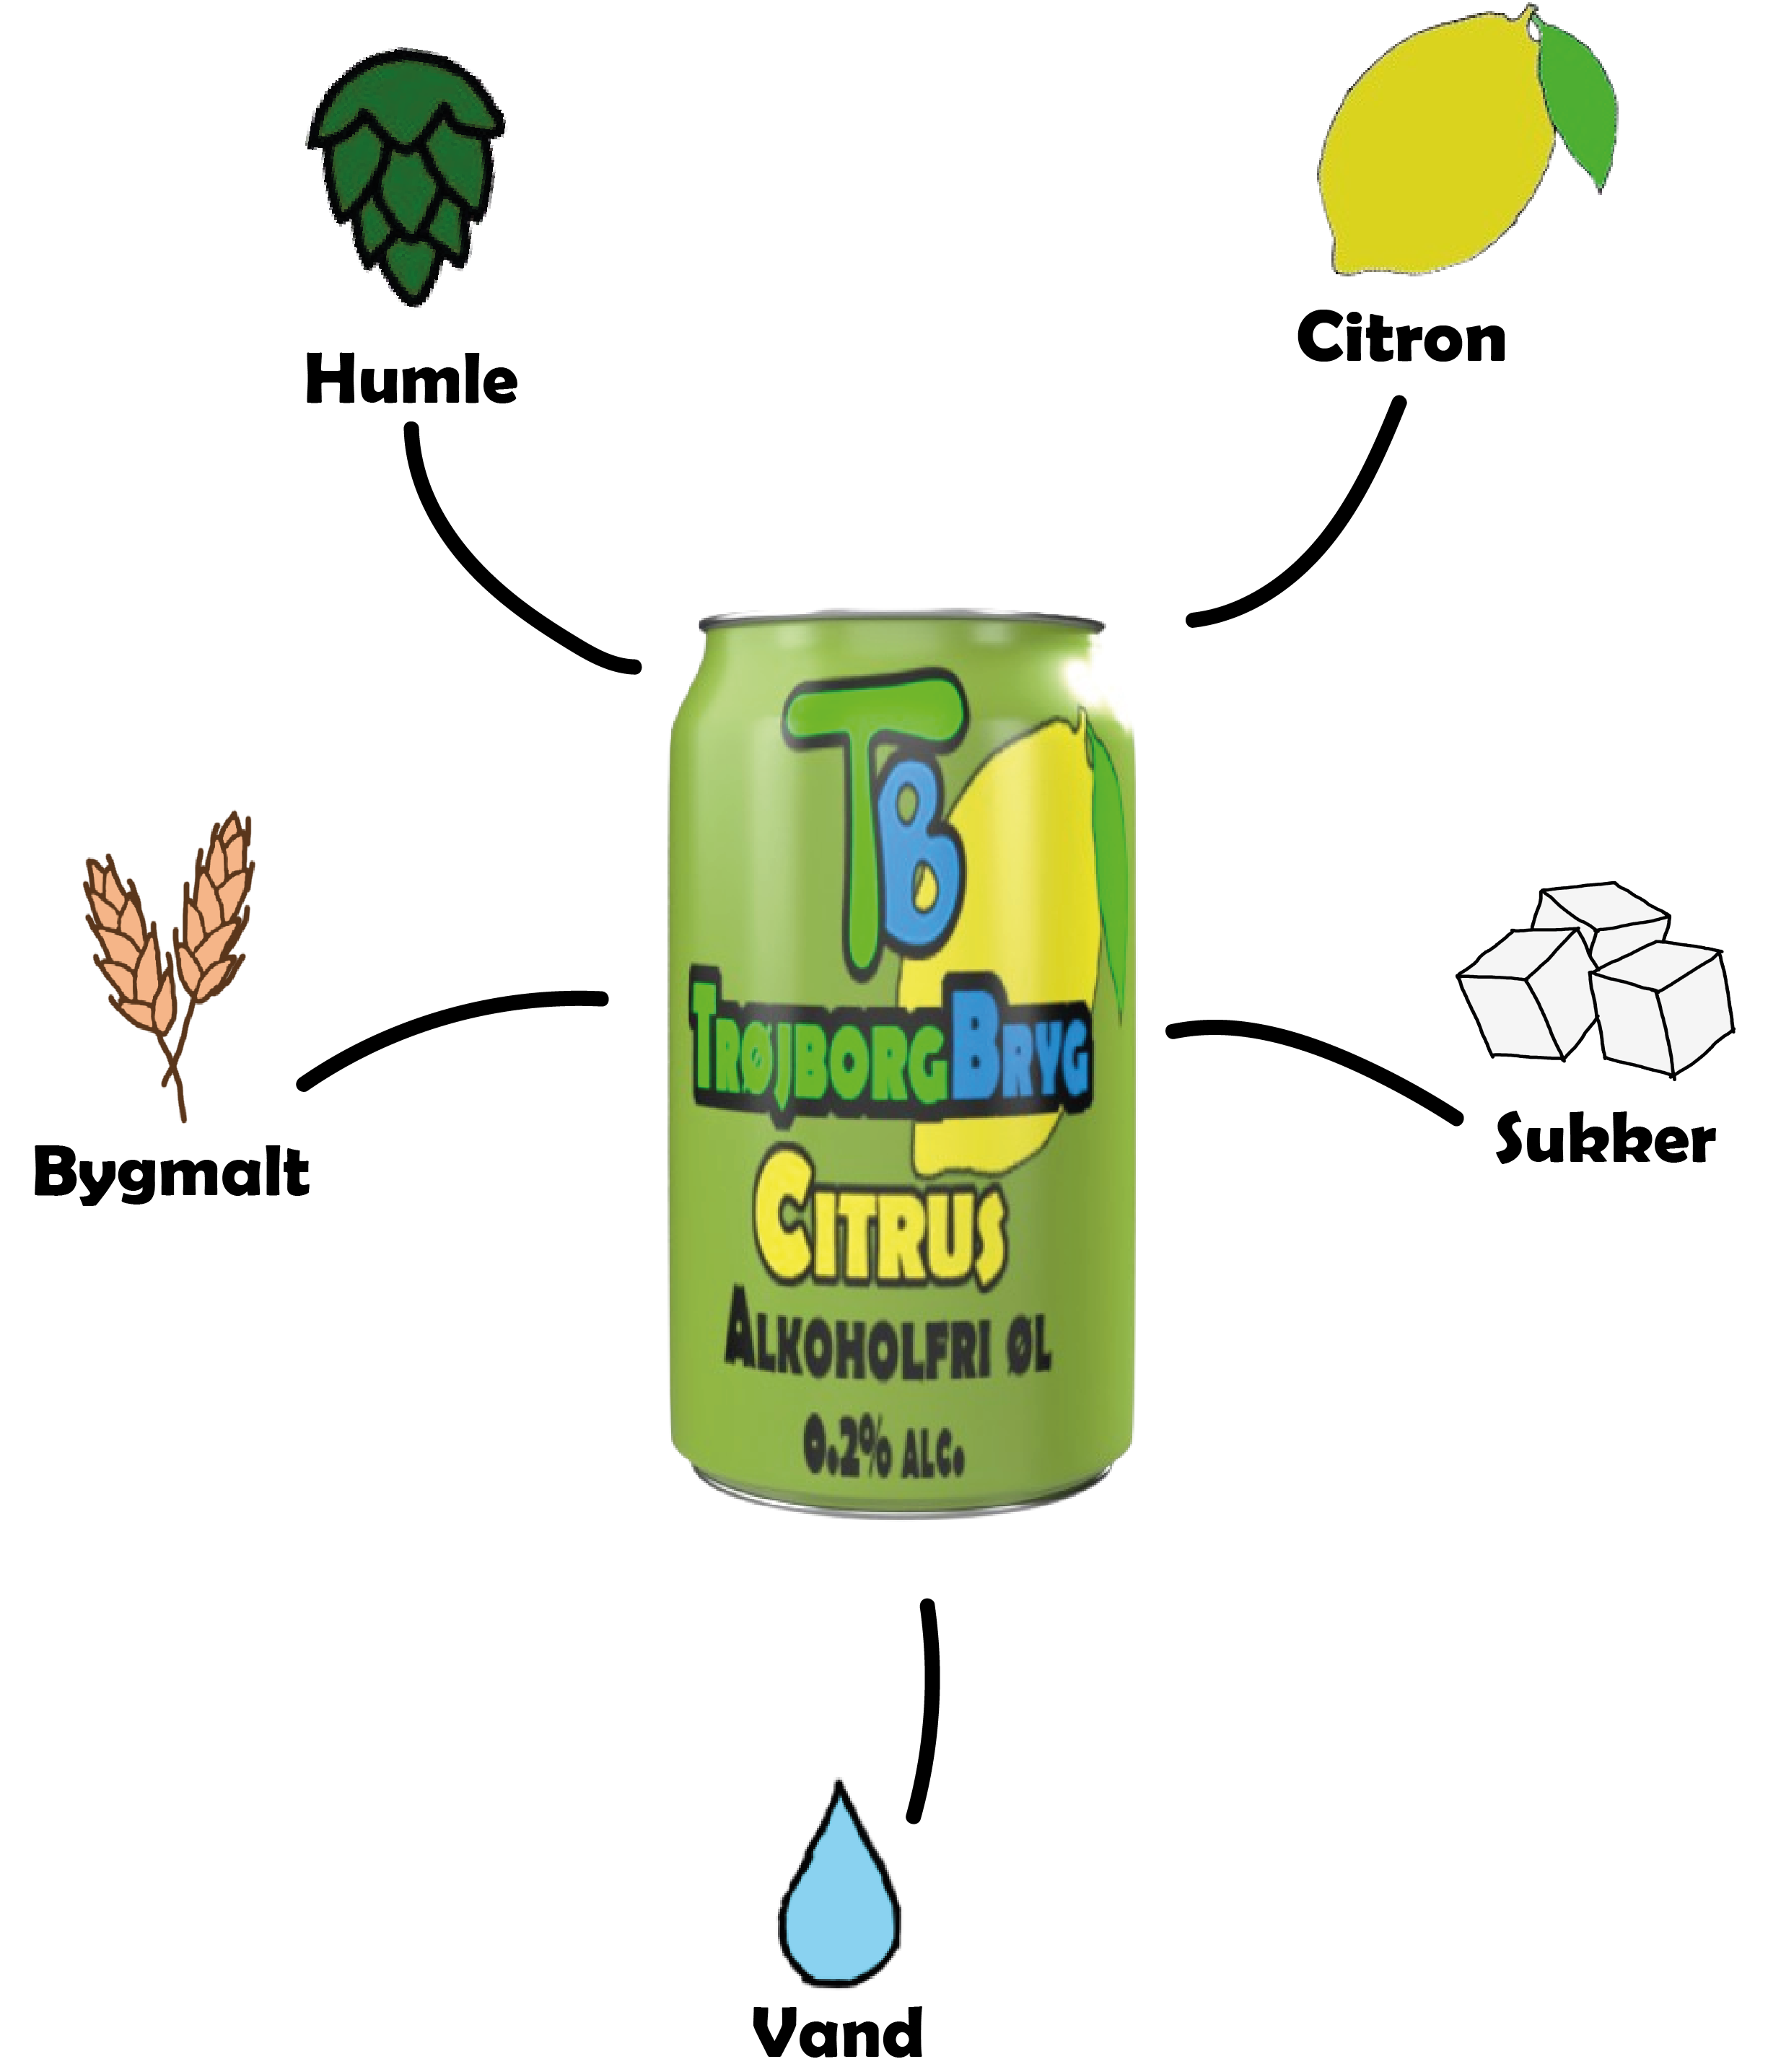 Citron
Humle
TB
TRØJBORGBRYG
CITRUS
ALKOHOLFRI ØL
0.2% ALC.
Sukker
Bygmalt
Vand